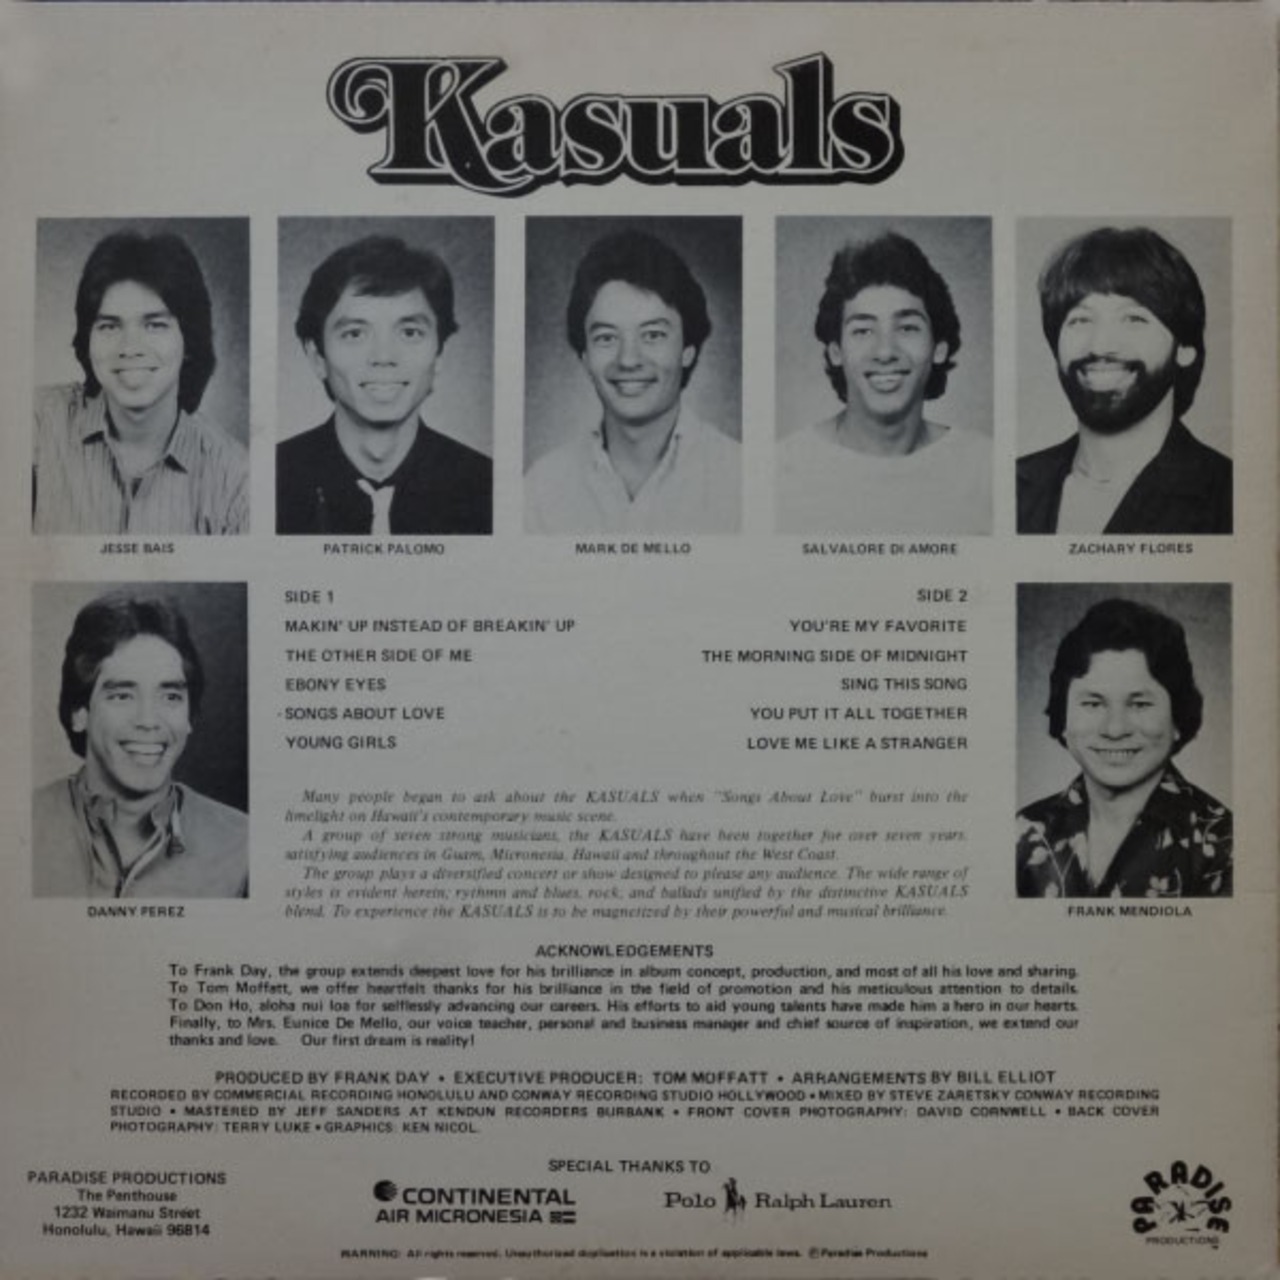 Kasuals
JESSE BAIS
PATRICK PALOMO
MARK DE MELLO
SALVALORE DI AMORE
ZACHARY FLORES
DANNY PEREZ
SIDE 1
MAKIN' UP INSTEAD OF BREAKIN' UP
THE OTHER SIDE OF ME
EBONY EYES
SONGS ABOUT LOVE
YOUNG GIRLS
SIDE 2
YOU'RE MY FAVORITE
THE MORNING SIDE OF MIDNIGHT
SING THIS SONG
YOU PUT IT ALL TOGETHER
LOVE ME LIKE A STRANGER
FRANK MENDIOLA
Many people began to ask about the KASUALS when "Songs About Love" burst into the
limelight on Hawaii's contemporary music scene.
A group of seven strong musicians, the KASUALS have been together for over seven years,
satisfying audiences in Guam, Micronesia, Hawaii and throughout the West Coast.
The group plays a diversified concert or show designed to please any audience. The wide range of
styles is evident herein; rythmn and blues, rock, and ballads unified by the distinctive KASUALS
blend. To experience the KASUALS is to be magnetized by their powerful and musical brilliance.
ACKNOWLEDGEMENTS
To Frank Day, the group extends deepest love for his brilliance in album concept, production, and most of all his love and sharing.
To Tom Moffatt, we offer heartfelt thanks for his brilliance in the field of promotion and his meticulous attention to details.
To Don Ho, aloha nui loa for selflessly advancing our careers. His efforts to aid young talents have made him a hero in our hearts.
Finally, to Mrs. Eunice De Mello, our voice teacher, personal and business manager and chief source of inspiration, we extend our
thanks and love. Our first dream is reality!
PRODUCED BY FRANK DAY • EXECUTIVE PRODUCER: TOM MOFFATT • ARRANGEMENTS BY BILL ELLIOT
RECORDED BY COMMERCIAL RECORDING HONOLULU AND CONWAY RECORDING STUDIO HOLLYWOOD • MIXED BY STEVE ZARETSKY CONWAY RECORDING
STUDIO • MASTERED BY JEFF SANDERS AT KENDUN RECORDERS BURBANK • FRONT COVER PHOTOGRAPHY: DAVID CORNWELL • BACK COVER
PHOTOGRAPHY: TERRY LUKE • GRAPHICS: KEN NICOL.
SPECIAL THANKS TO
PARADISE PRODUCTIONS
The Penthouse
1232 Waimanu Street
Honolulu, Hawaii 96814
CONTINENTAL
AIR MICRONESIA
Polo Ralph Lauren
PARADISE
PRODUCTIONS
WARNING: All rights reserved. Unauthorized duplication is a violation of applicable laws. ©Paradise Productions